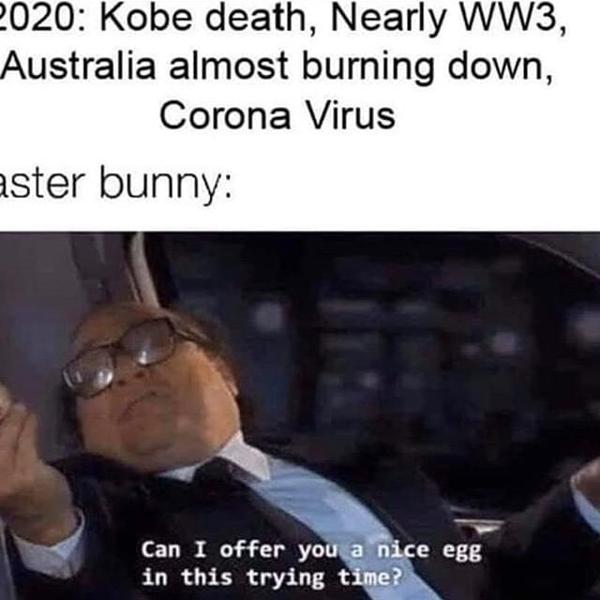 2020: Kobe death, Nearly WW3,
Australia almost burning down,
Corona Virus
aster bunny:
Can I offer you a nice egg
in this trying time?